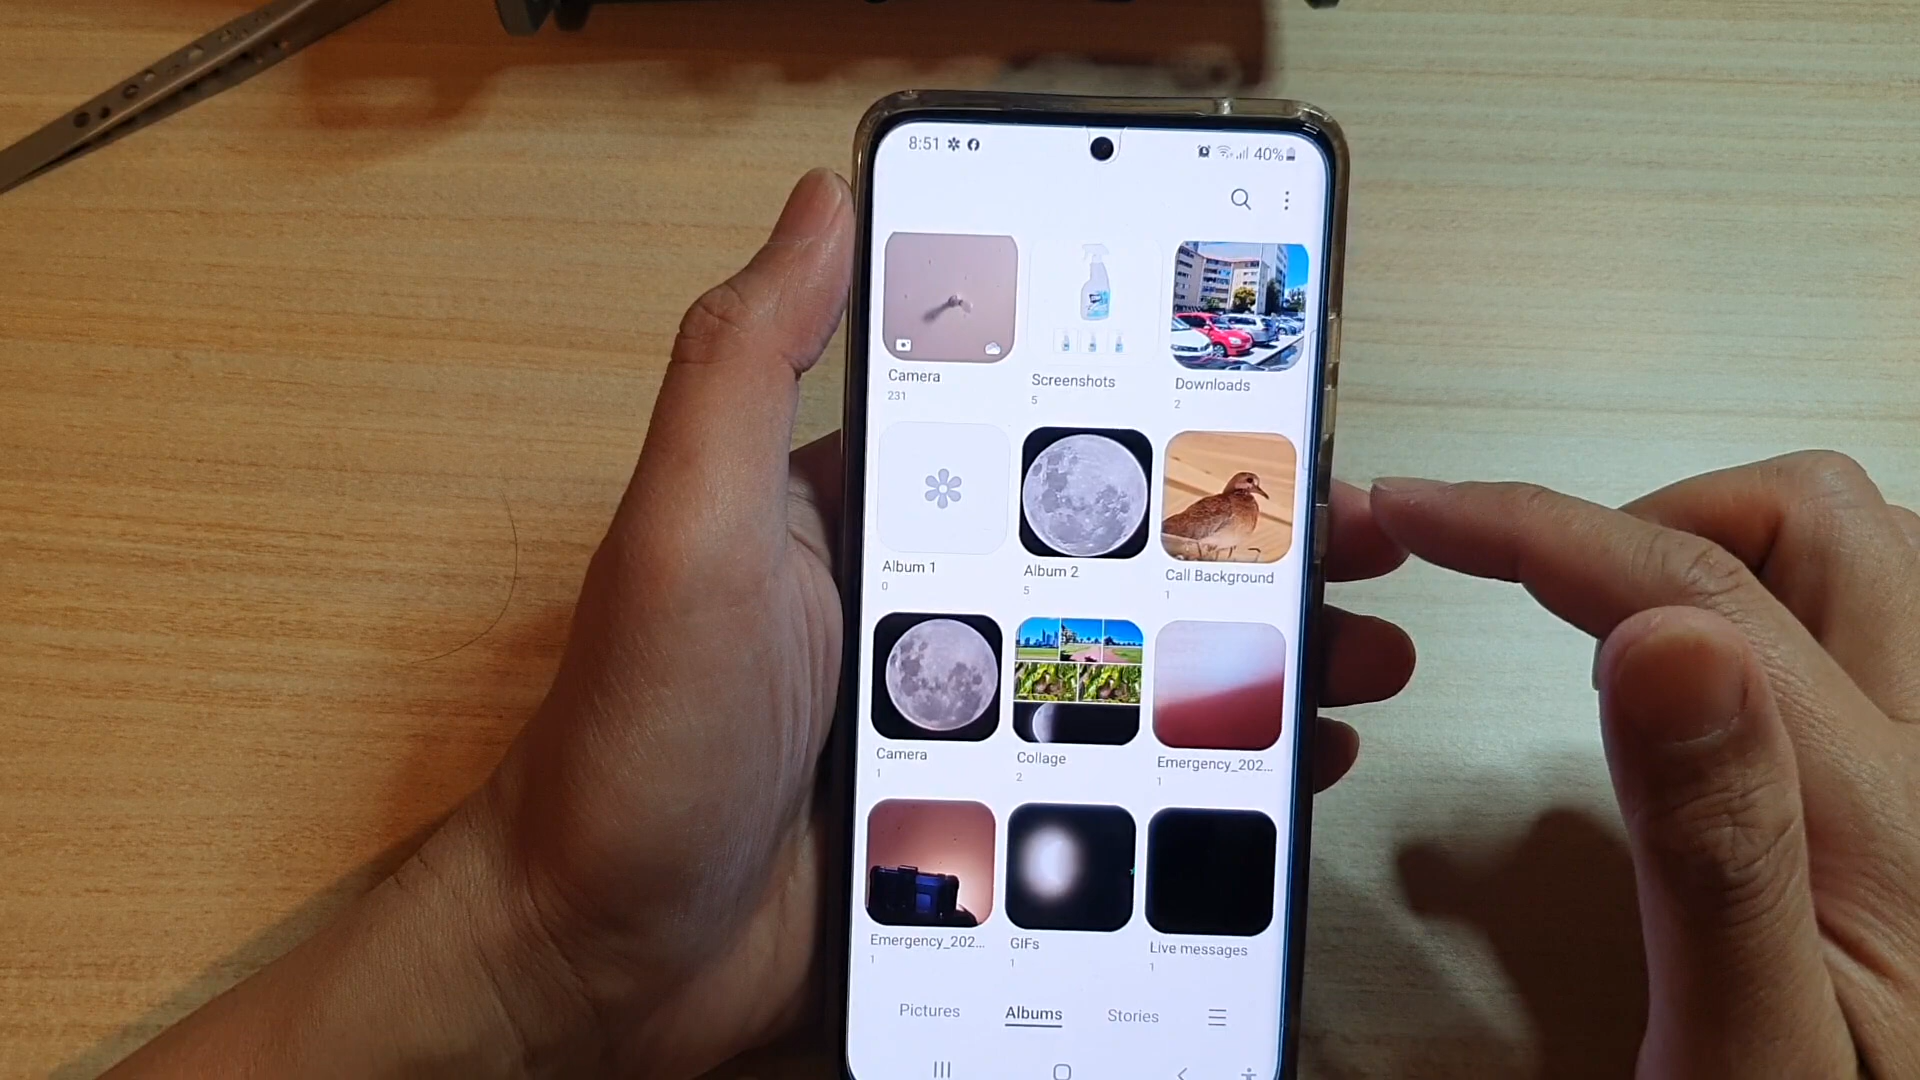 8:51 40%
Camera Screenshots Downloads
231 5 2
Album 1 Album 2 Call Background
0 5 1
Camera Collage Emergency_202...
1 2 1
Emergency_202... GIFs Live messages
1 1 1
Pictures Albums Stories